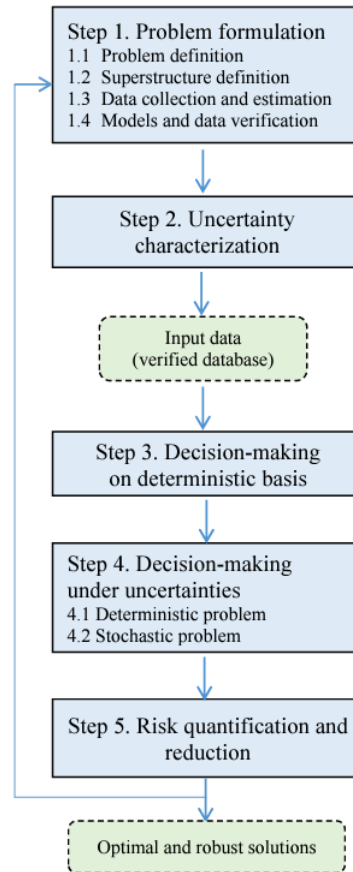 Step 1. Problem formulation
1.1 Problem definition
1.2 Superstructure definition
1.3 Data collection and estimation
1.4 Models and data verification
Step 2. Uncertainty
characterization
Input data
(verified database)
Step 3. Decision-making
on deterministic basis
Step 4. Decision-making
under uncertainties
4.1 Deterministic problem
4.2 Stochastic problem
Step 5. Risk quantification and
reduction
Optimal and robust solutions